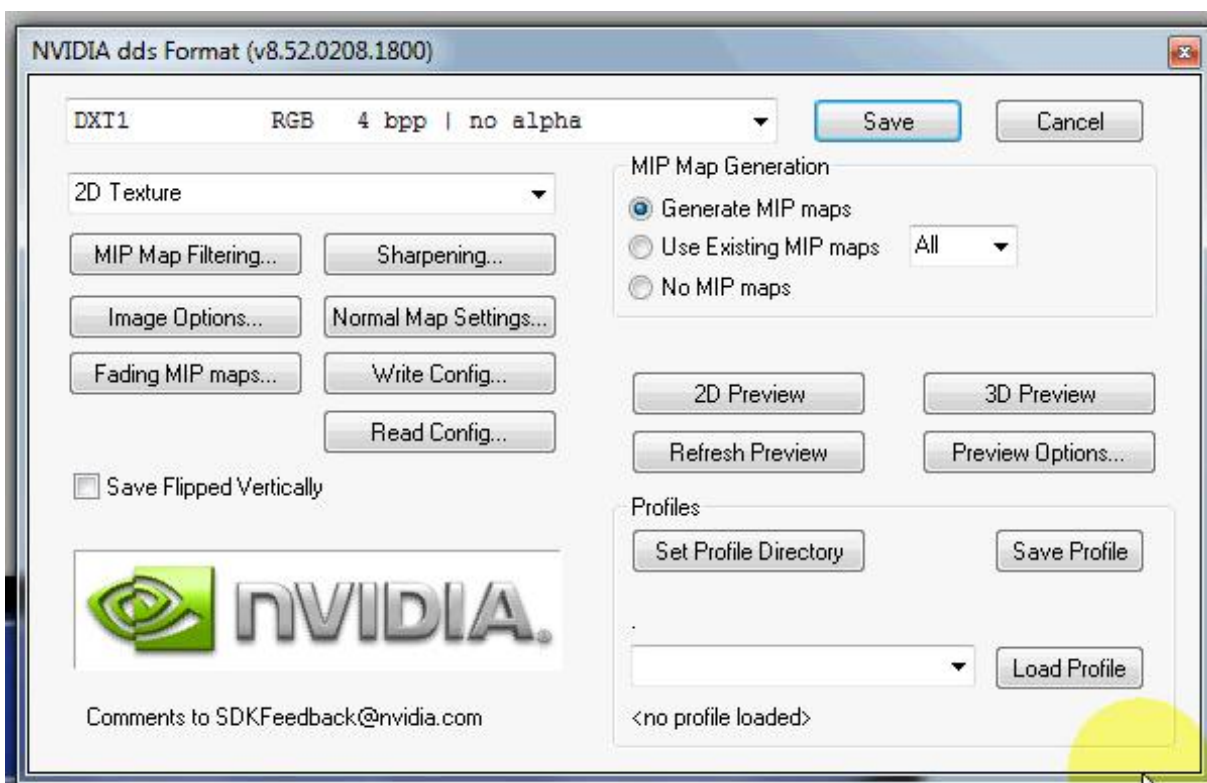 NVIDIA dds Format (v8.52.0208.1800)
DXT1 RGB 4 bpp | no alpha
Save
Cancel
2D Texture
MIP Map Filtering...
Sharpening...
Image Options...
Normal Map Settings...
Fading MIP maps...
Write Config...
Read Config...
Save Flipped Vertically
MIP Map Generation
Generate MIP maps
Use Existing MIP maps
All
No MIP maps
2D Preview
3D Preview
Refresh Preview
Preview Options...
Profiles
Set Profile Directory
Save Profile
.
Load Profile
<no profile loaded>
NVIDIA.
Comments to SDKFeedback@nvidia.com